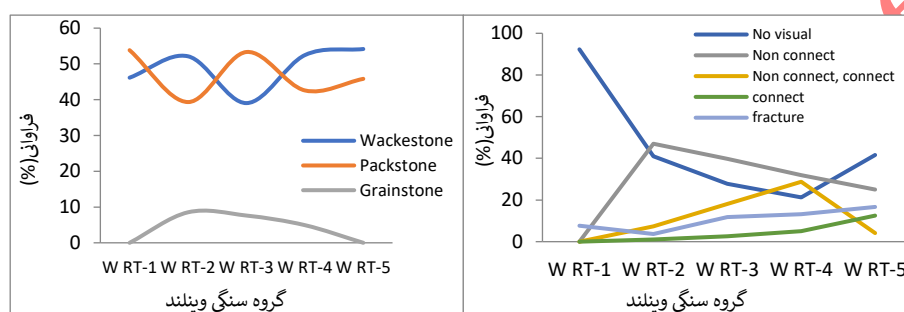 60
50
40
30
20
10
0
فراوانی(%)
Wackestone
Packstone
Grainstone
W RT-1 W RT-2 W RT-3 W RT-4 W RT-5
گروه سنگی وینلند
100
80
60
40
20
0
فراوانی(%)
No visual
Non connect
Non connect, connect
connect
fracture
W RT-1 W RT-2 W RT-3 W RT-4 W RT-5
گروه سنگی وینلند